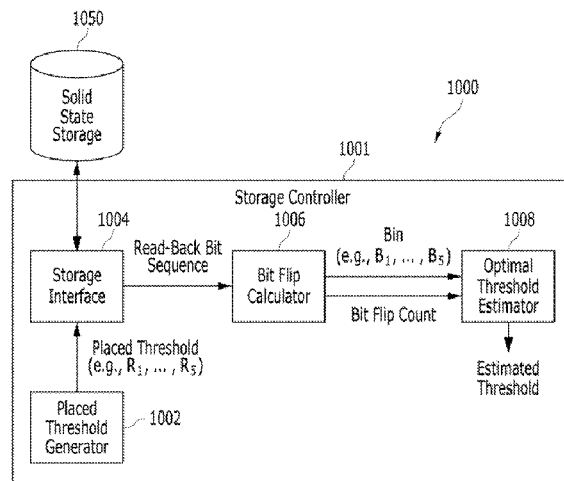 1050
Solid
State
Storage
1000
1001
Storage Controller
1004
Storage
Interface
Read-Back Bit
Sequence
1006
Bit Flip
Calculator
Bin
(e.g., B1, ... , B5)
Bit Flip Count
1008
Optimal
Threshold
Estimator
Placed Threshold
(e.g., R1, ... , R5)
Estimated
Threshold
Placed
Threshold
Generator
1002